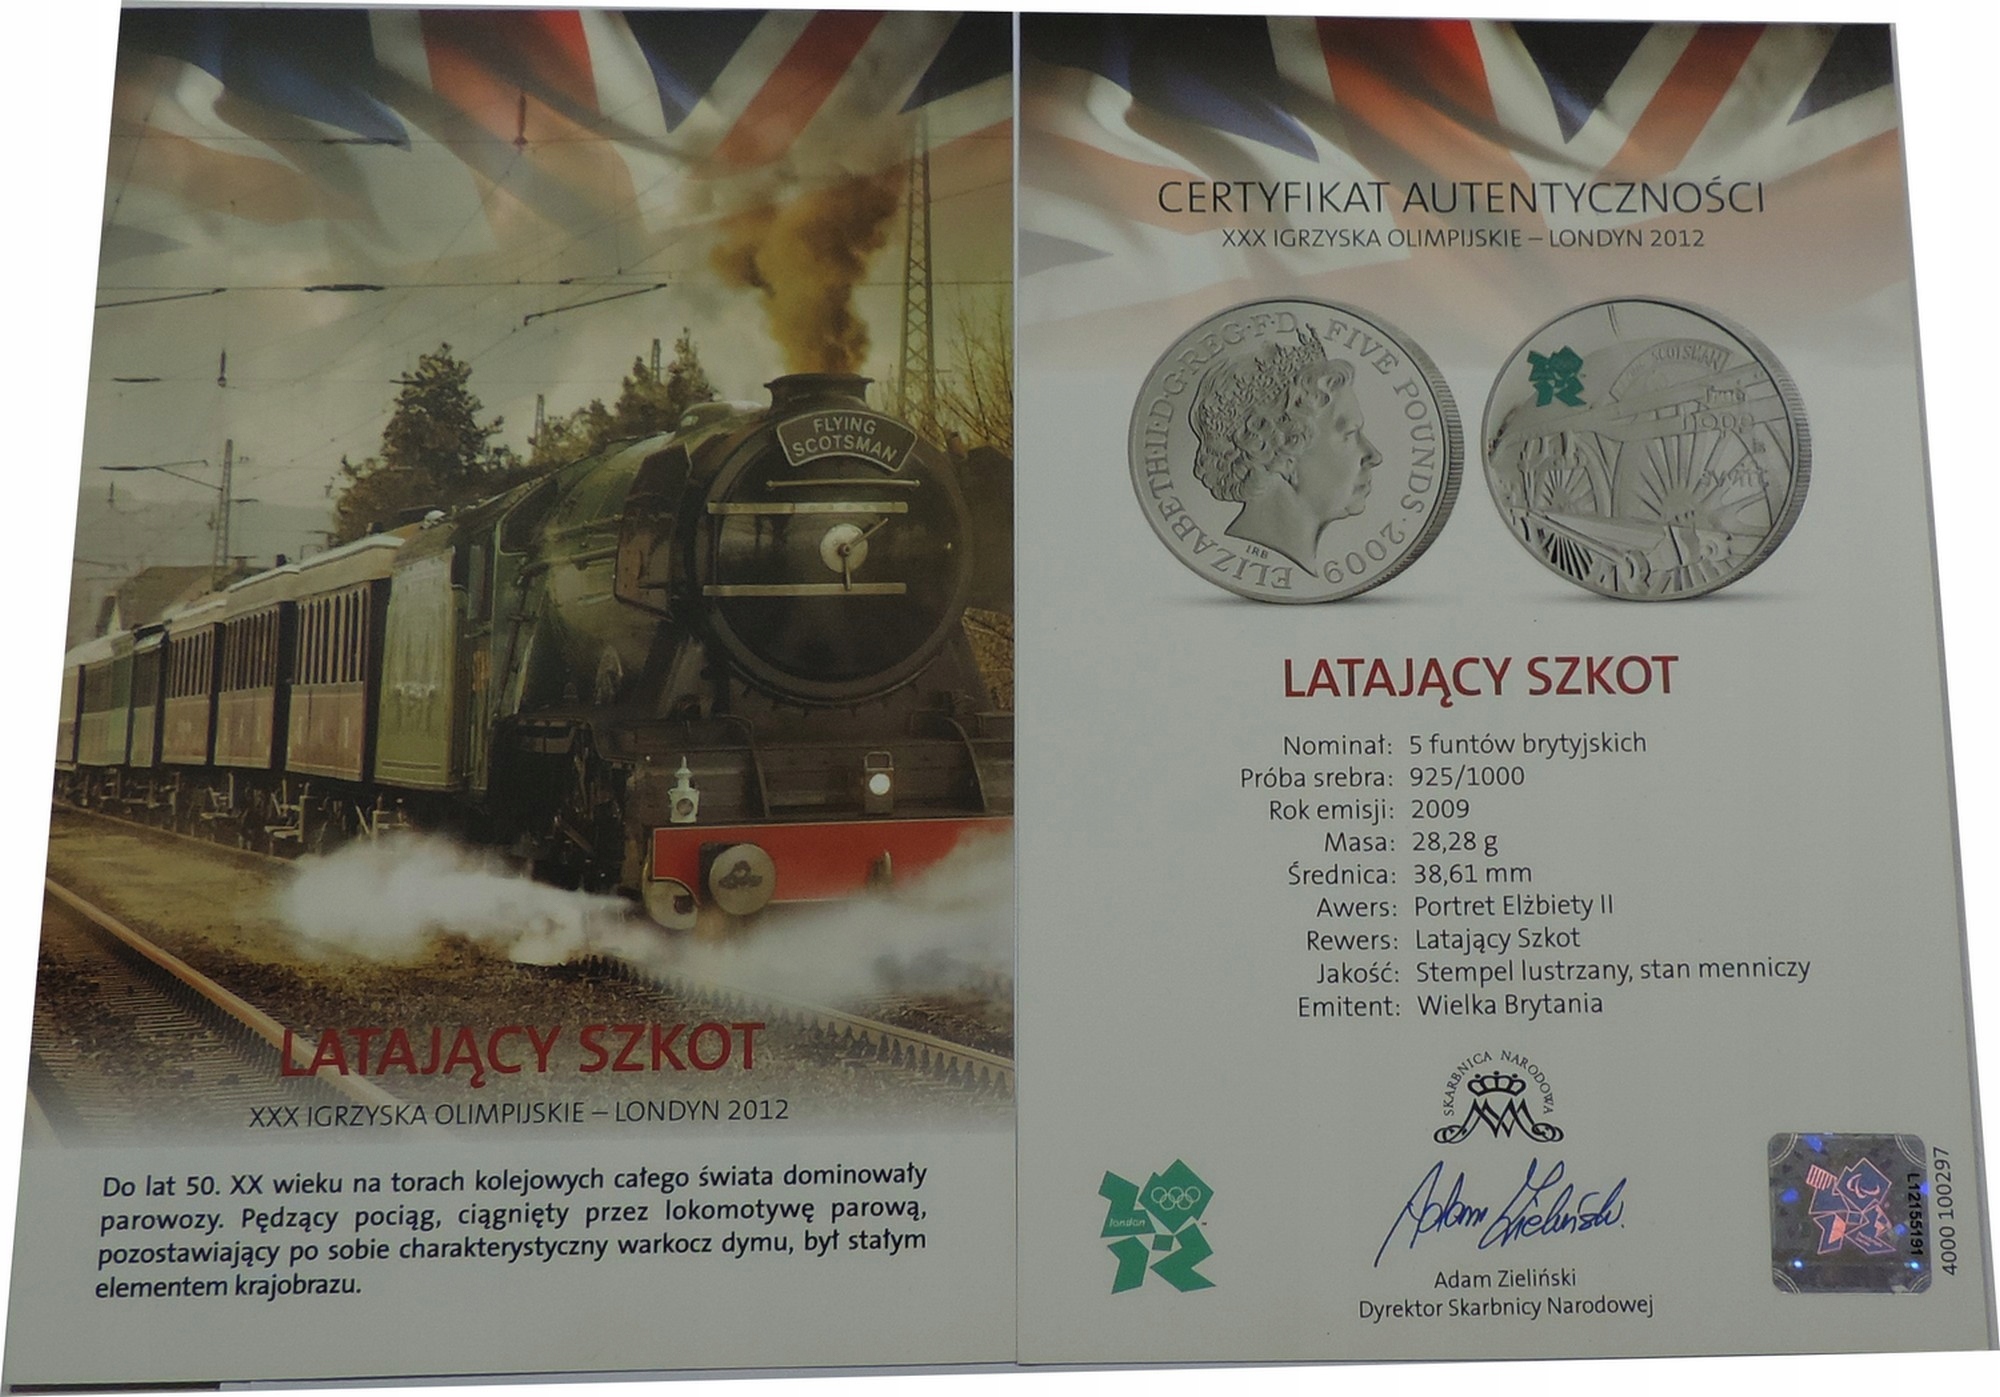 FLYING
SCOTSMAN
LATAJĄCY SZKOT
XXX IGRZYSKA OLIMPIJSKIE – LONDYN 2012
Do lat 50. XX wieku na torach kolejowych całego świata dominowały
parowozy. Pędzący pociąg, ciągnięty przez lokomotywę parową,
pozostawiający po sobie charakterystyczny warkocz dymu, był stałym
elementem krajobrazu.
CERTYFIKAT AUTENTYCZNOŚCI
XXX IGRZYSKA OLIMPIJSKIE – LONDYN 2012
ELIZABETH·II·D·G·REG·F·D FIVE POUNDS·2009
IRB
SCOTSMAN
LATAJĄCY SZKOT
Nominał: 5 funtów brytyjskich
Próba srebra: 925/1000
Rok emisji: 2009
Masa: 28,28 g
Średnica: 38,61 mm
Awers: Portret Elżbiety II
Rewers: Latający Szkot
Jakość: Stempel lustrzany, stan menniczy
Emitent: Wielka Brytania
SKARBNICA NARODOWA
london
Adam Zieliński
Adam Zieliński
Dyrektor Skarbnicy Narodowej
L12155191
4000 100297